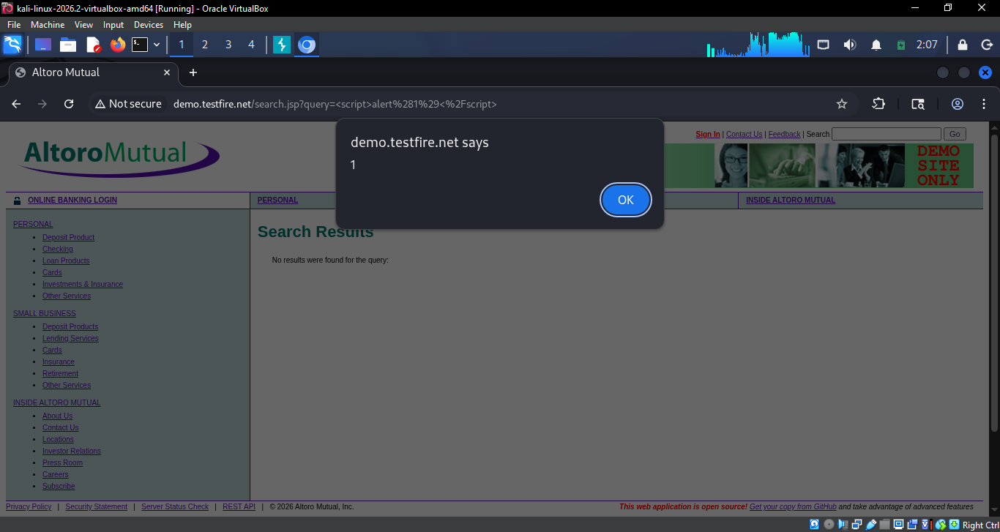 kali-linux-2026.2-virtualbox-amd64 [Running] - Oracle VirtualBox
File Machine View Input Devices Help
1 2 3 4 2:07
Altoro Mutual
Not secure demo.testfire.net/search.jsp?query=<script>alert%281%29<%2Fscript>
demo.testfire.net says
1
OK
Sign In | Contact Us | Feedback | Search Go
AltoroMutual
DEMO
SITE
ONLY
ONLINE BANKING LOGIN PERSONAL INSIDE ALTORO MUTUAL
PERSONAL
Deposit Product
Checking
Loan Products
Cards
Investments & Insurance
Other Services
SMALL BUSINESS
Deposit Products
Lending Services
Cards
Insurance
Retirement
Other Services
INSIDE ALTORO MUTUAL
About Us
Contact Us
Locations
Investor Relations
Press Room
Careers
Subscribe
Search Results
No results were found for the query:
Privacy Policy | Security Statement | Server Status Check | REST API | © 2026 Altoro Mutual, Inc.
This web application is open source! Get your copy from GitHub and take advantage of advanced features
Right Ctrl